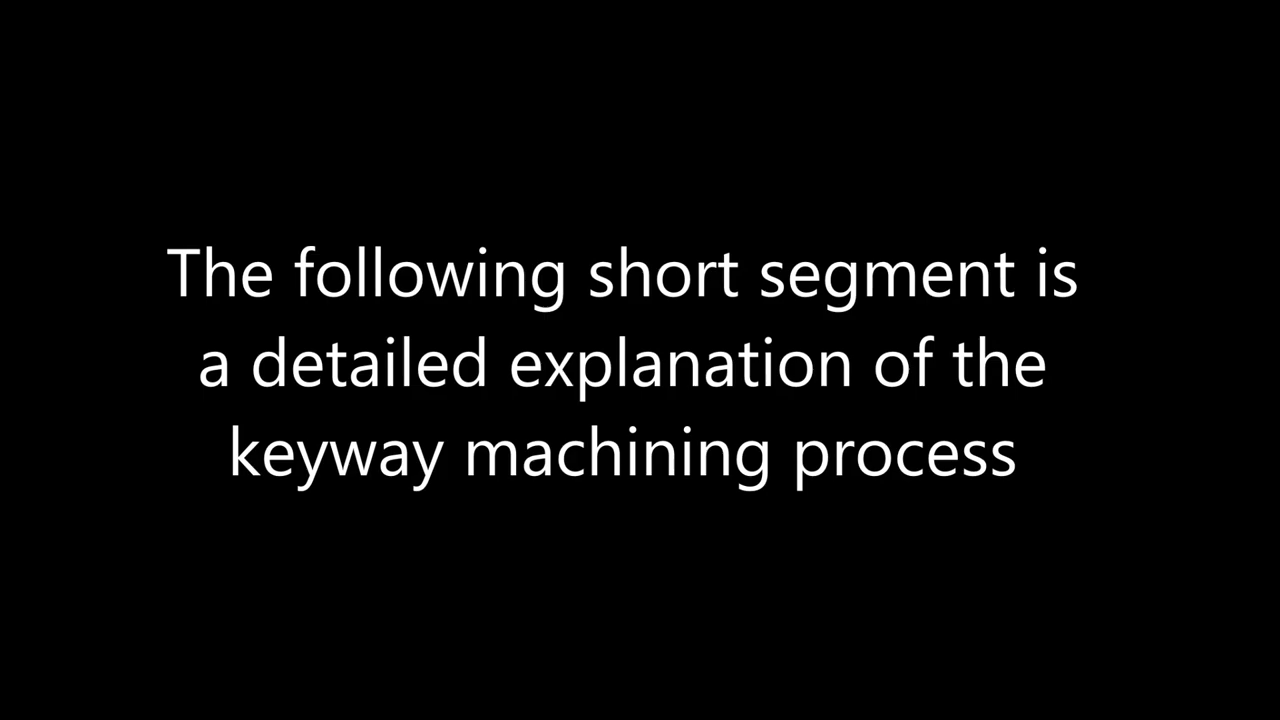 The following short segment is
a detailed explanation of the
keyway machining process